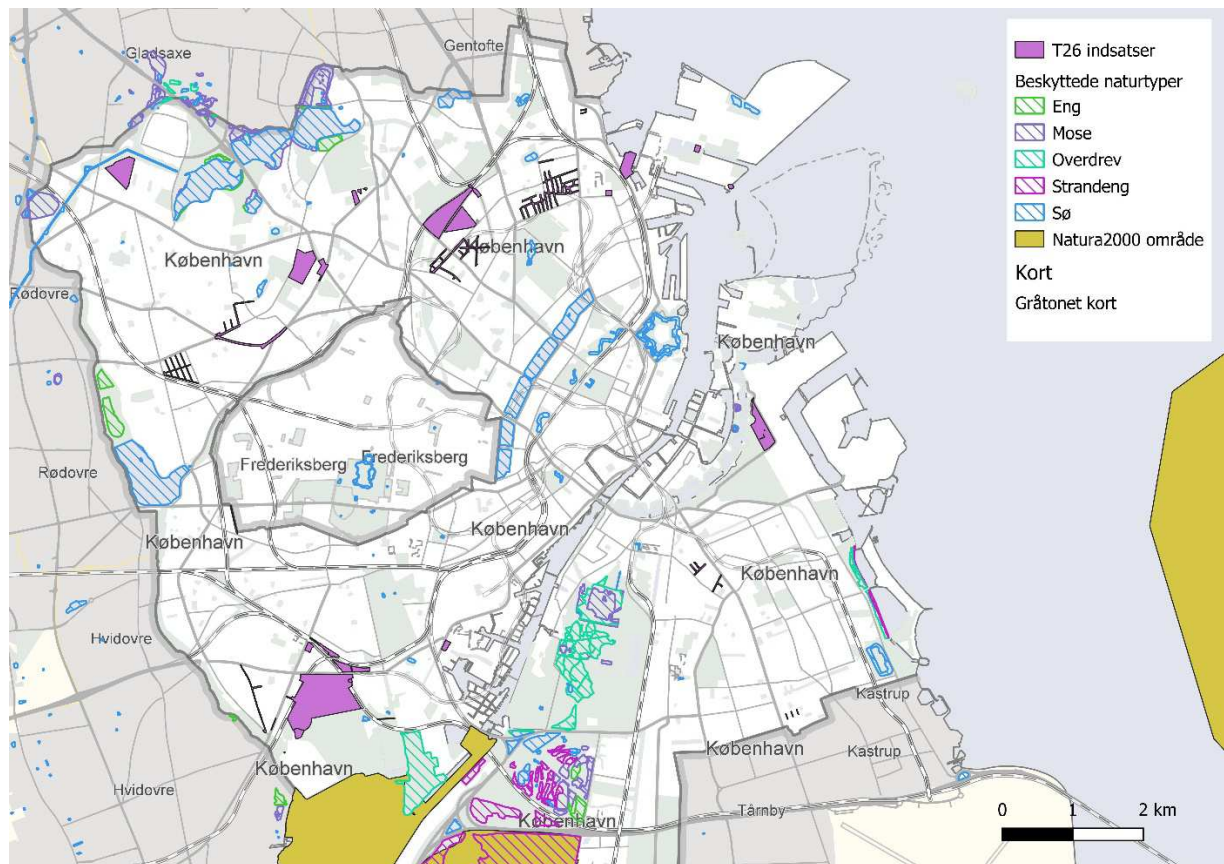 Gladsaxe
Gentofte
København
København
Rødovre
København
Frederiksberg
Frederiksberg
Rødovre
København
København
København
Hvidovre
Kastrup
København
Kastrup
København
Hvidovre
Tårnby
København
T26 indsatser
Beskyttede naturtyper
Eng
Mose
Overdrev
Strandeng
Sø
Natura2000 område
Kort
Gråtonet kort
0 1 2 km